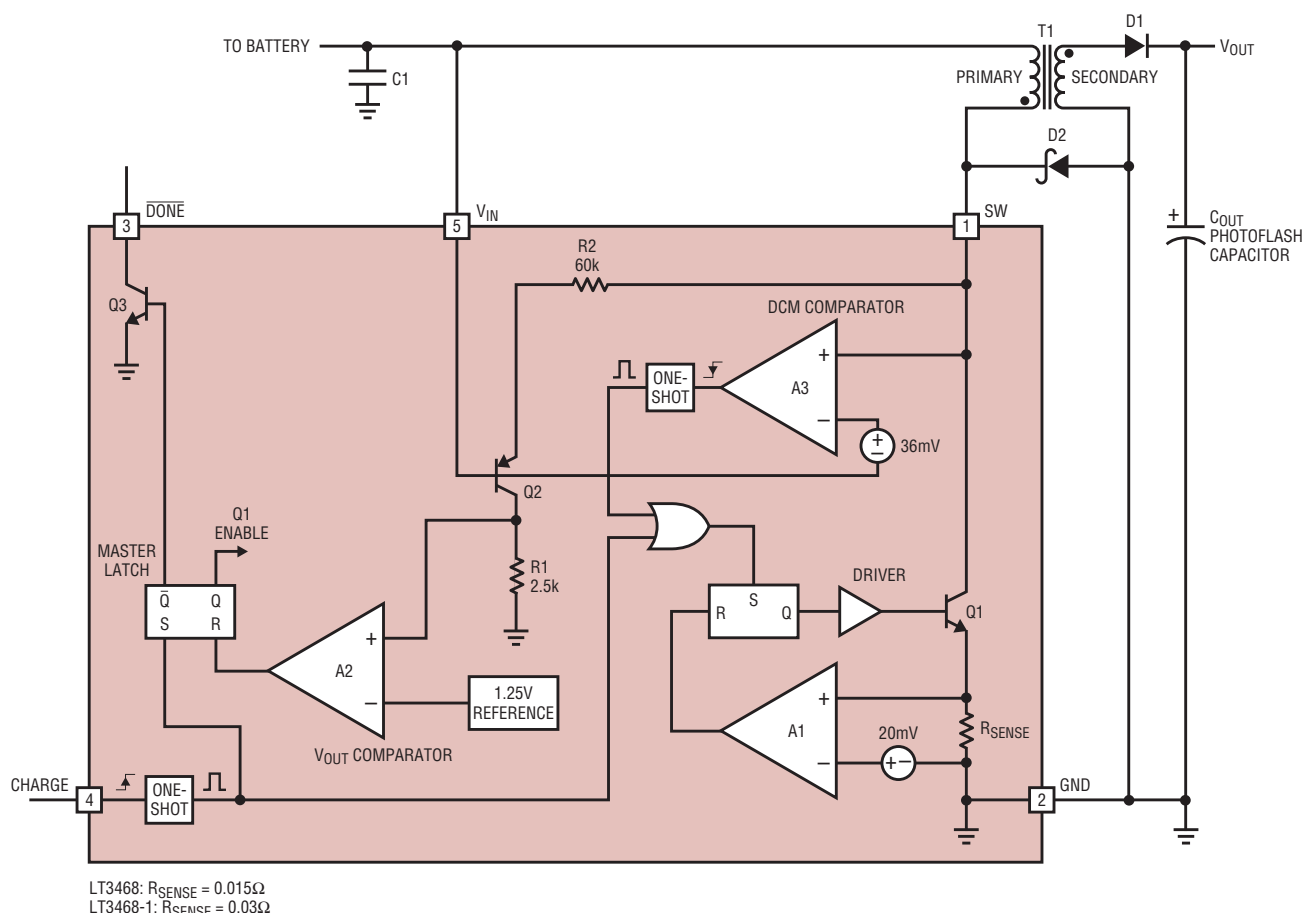 TO BATTERY
C1
T1
D1
VOUT
PRIMARY
SECONDARY
D2
3
DONE
5
VIN
1
SW
+
COUT
PHOTOFLASH
CAPACITOR
R2
60k
Q3
DCM COMPARATOR
ONE-
SHOT
A3
+
–
+
–
36mV
Q2
Q1
ENABLE
MASTER
LATCH
R1
2.5k
DRIVER
Q̅ Q
S R
R S Q
Q1
A2
+
–
1.25V
REFERENCE
VOUT COMPARATOR
A1
+
–
20mV
+–
RSENSE
CHARGE
4
ONE-
SHOT
2
GND
LT3468: RSENSE = 0.015Ω
LT3468-1: RSENSE = 0.03Ω